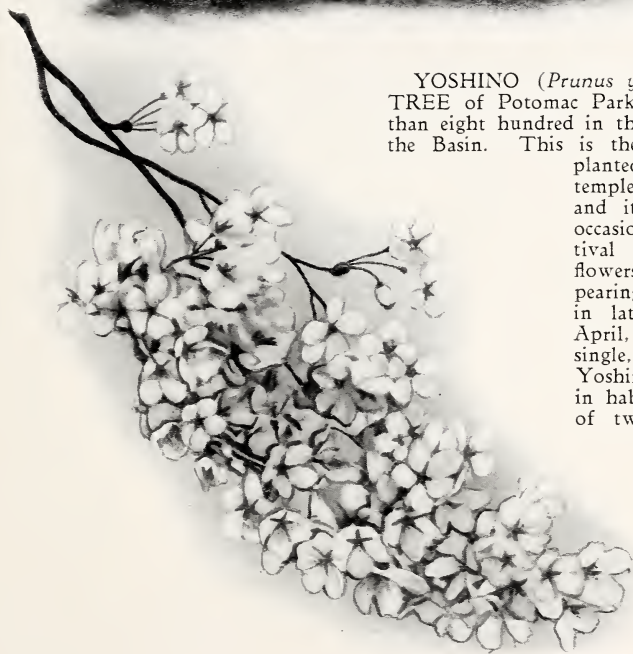 YOSHINO (Prunus y
TREE of Potomac Park
than eight hundred in th
the Basin. This is the
planted
temple
and it
occasio
tival
flowers
pearing
in lat
April,
single,
Yoshi
in hab
of tw